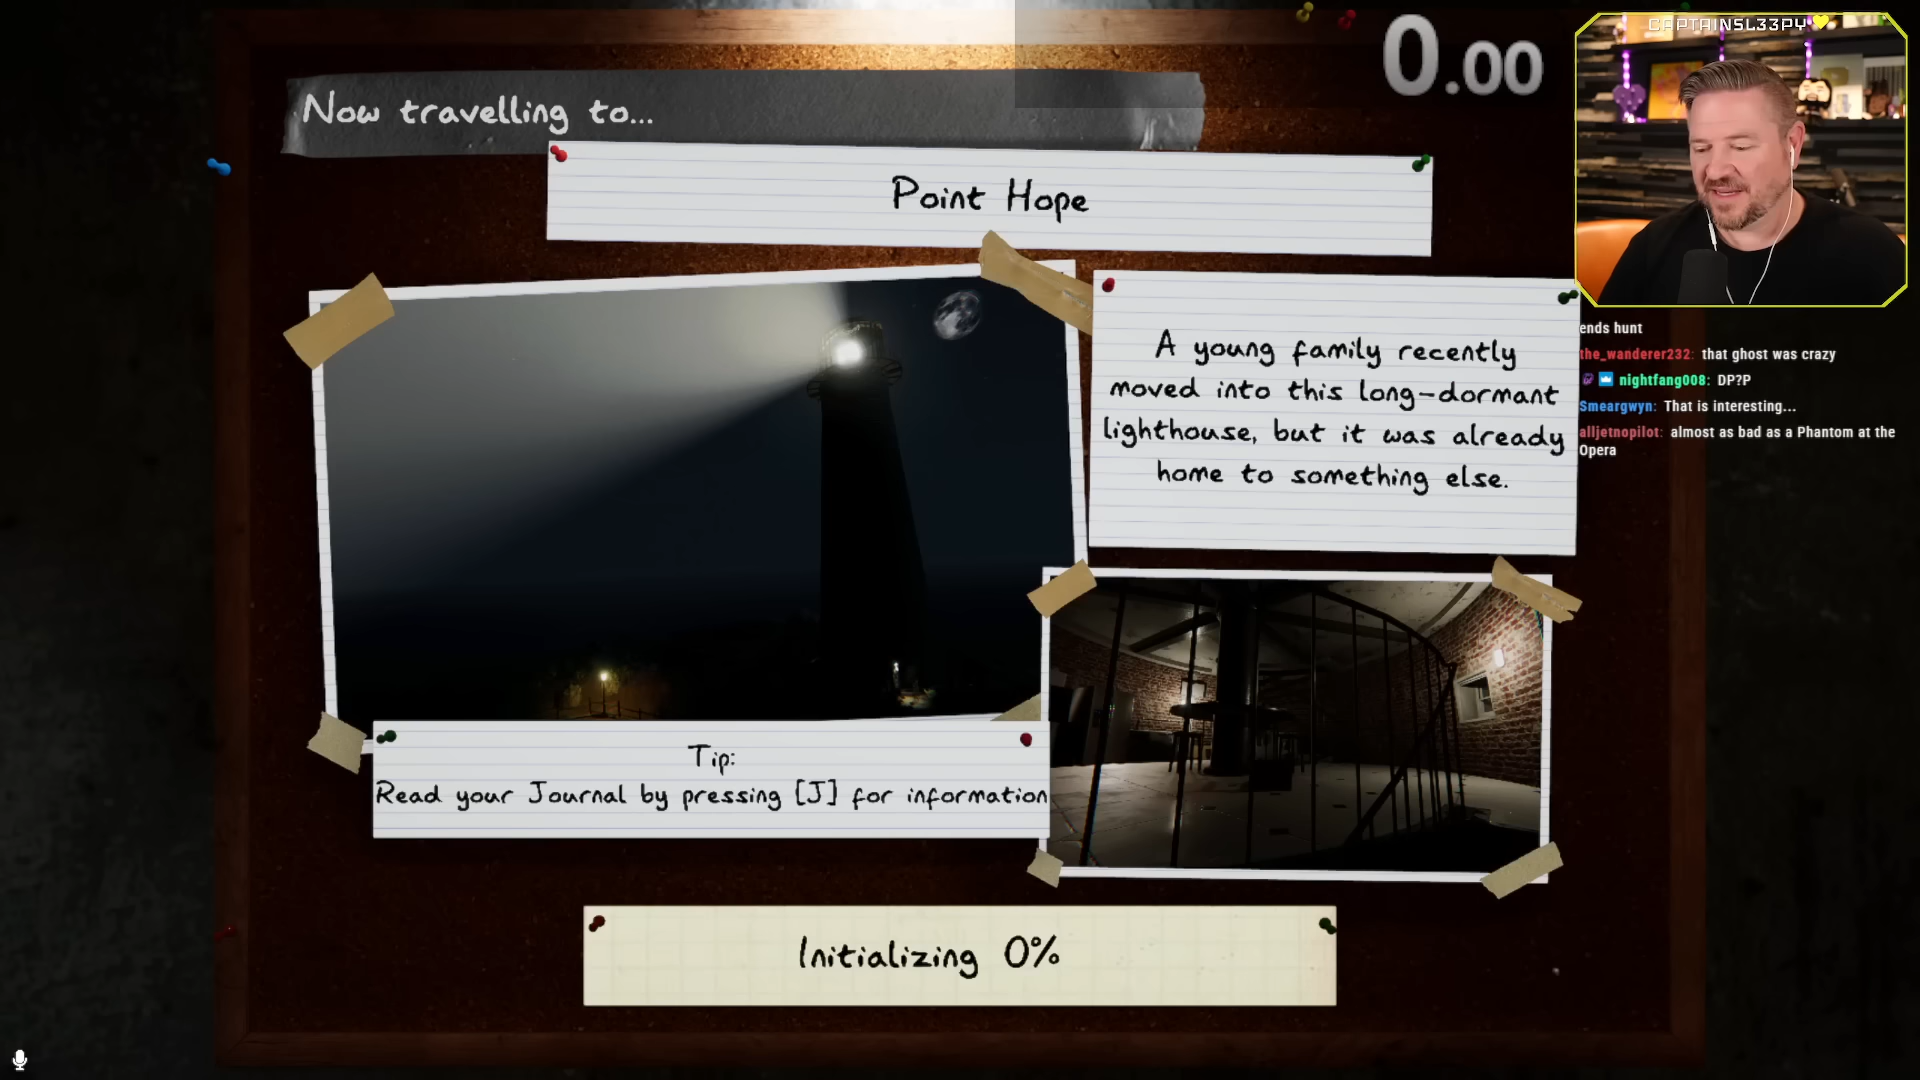 CAPTAINSL33PY
0.00
Now travelling to...
Point Hope
A young family recently
moved into this long-dormant
lighthouse, but it was already
home to something else.
Tip:
Read your Journal by pressing [J] for information
Initializing 0%
ends hunt
the_wanderer232: that ghost was crazy
nightfang008: DP?P
Smeargwyn: That is interesting...
alljetnopilot: almost as bad as a Phantom at the
Opera